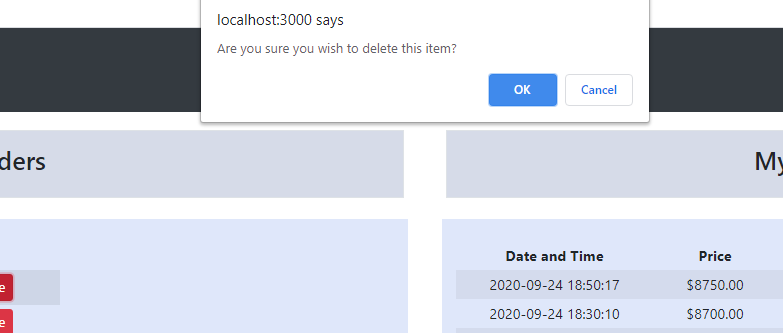 localhost:3000 says
Are you sure you wish to delete this item?
OK Cancel
ders
My
Date and Time Price
e
2020-09-24 18:50:17 $8750.00
e
2020-09-24 18:30:10 $8700.00